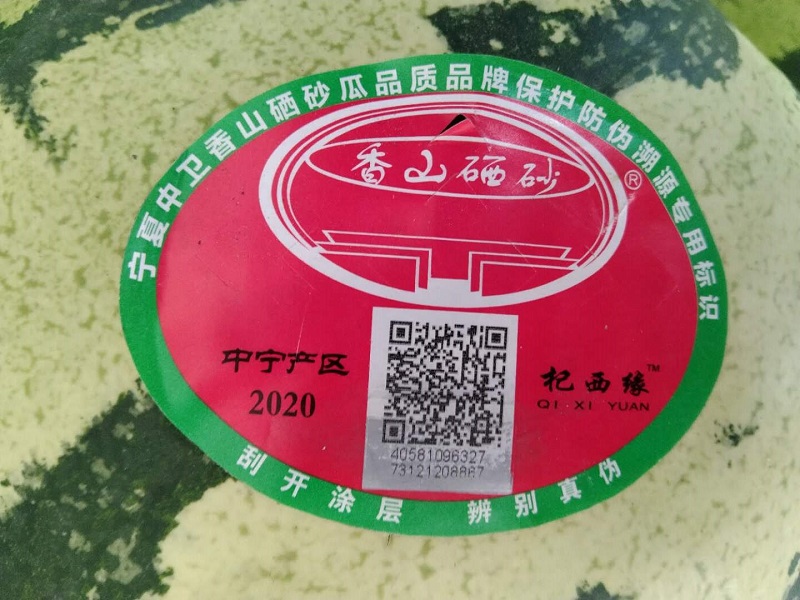 宁夏中卫香山硒砂瓜品质品牌保护防伪溯源专用标识
香山硒砂
®
中宁产区
2020
杞西缘™
QI XI YUAN
40581096327
73121208867
刮开涂层 辨别真伪